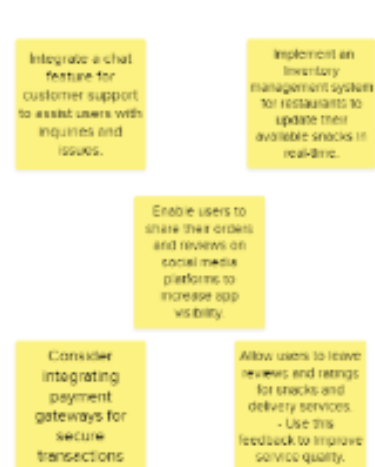 Integrate a chat
feature for
customer support
to assist users with
inquiries and
issues.
Implement an
Inventory
management system
for restaurants to
update their
available snacks in
real-time.
Enable users to
share their orders
and reviews on
social media
platforms to
increase app
visibility.
Consider
integrating
payment
gateways for
secure
transactions
Allow users to leave
reviews and ratings
for snacks and
delivery services.
- Use this
feedback to improve
service quality.